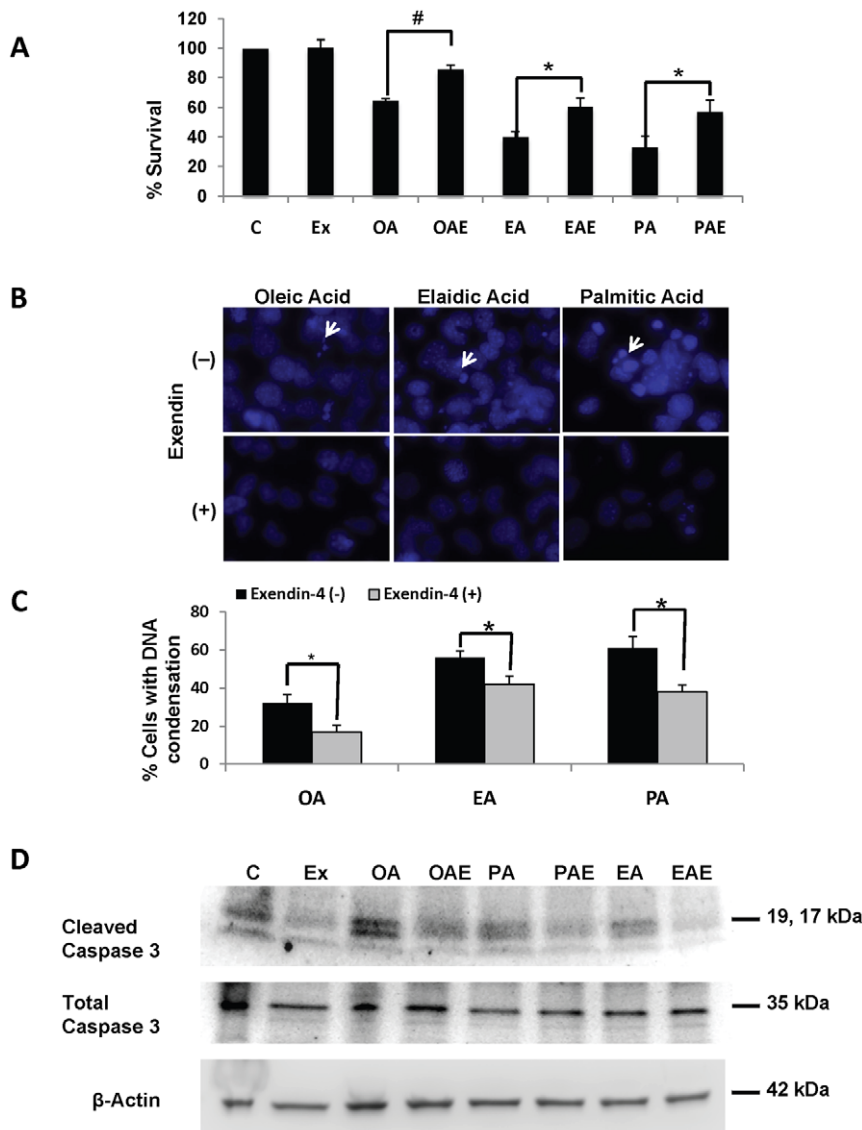 A
% Survival
120
100
80
60
40
20
0
#
*
*
C Ex OA OAE EA EAE PA PAE
B
Oleic Acid Elaidic Acid Palmitic Acid
Exendin
(–)
(+)
C
Exendin-4 (-) Exendin-4 (+)
% Cells with DNA
condensation
80
60
40
20
0
*
*
*
OA EA PA
D
C Ex OA OAE PA PAE EA EAE
Cleaved
Caspase 3
19, 17 kDa
Total
Caspase 3
35 kDa
β-Actin
42 kDa